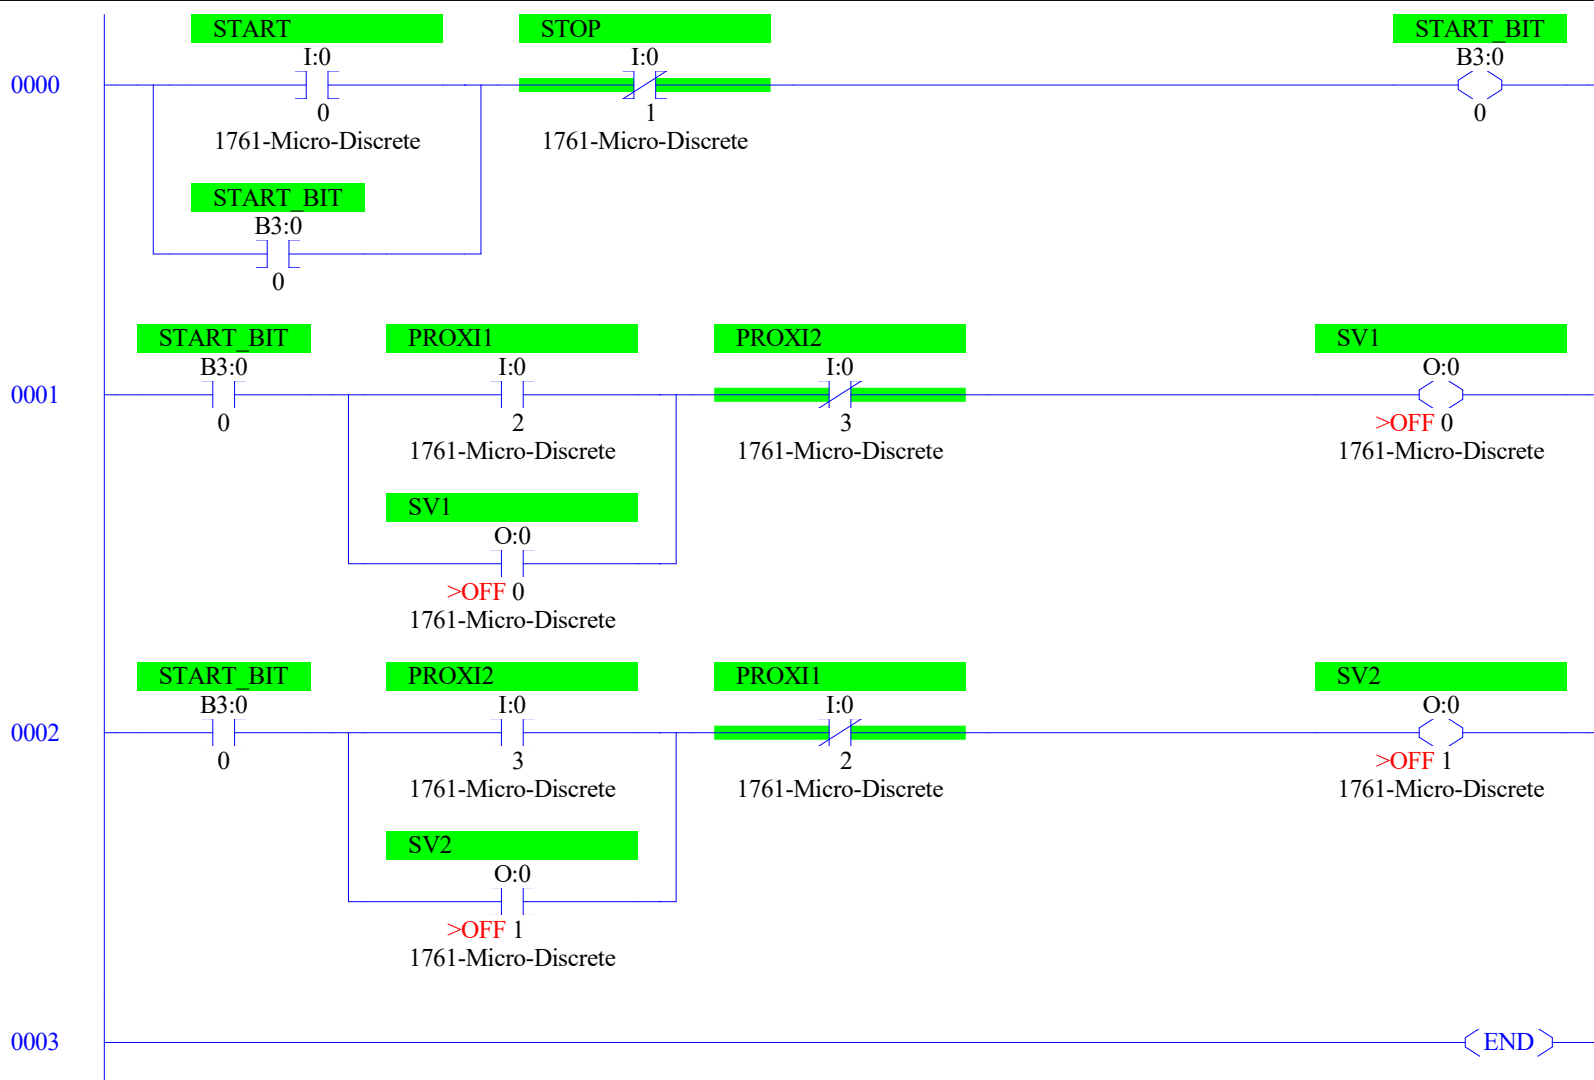 START STOP START_BIT
I:0 I:0 B3:0
0000
0 1 0
1761-Micro-Discrete 1761-Micro-Discrete
START_BIT
B3:0
0
START_BIT PROXI1 PROXI2 SV1
B3:0 I:0 I:0 O:0
0001
0 2 3 >OFF 0
1761-Micro-Discrete 1761-Micro-Discrete 1761-Micro-Discrete
SV1
O:0
>OFF 0
1761-Micro-Discrete
START_BIT PROXI2 PROXI1 SV2
B3:0 I:0 I:0 O:0
0002
0 3 2 >OFF 1
1761-Micro-Discrete 1761-Micro-Discrete 1761-Micro-Discrete
SV2
O:0
>OFF 1
1761-Micro-Discrete
0003 END